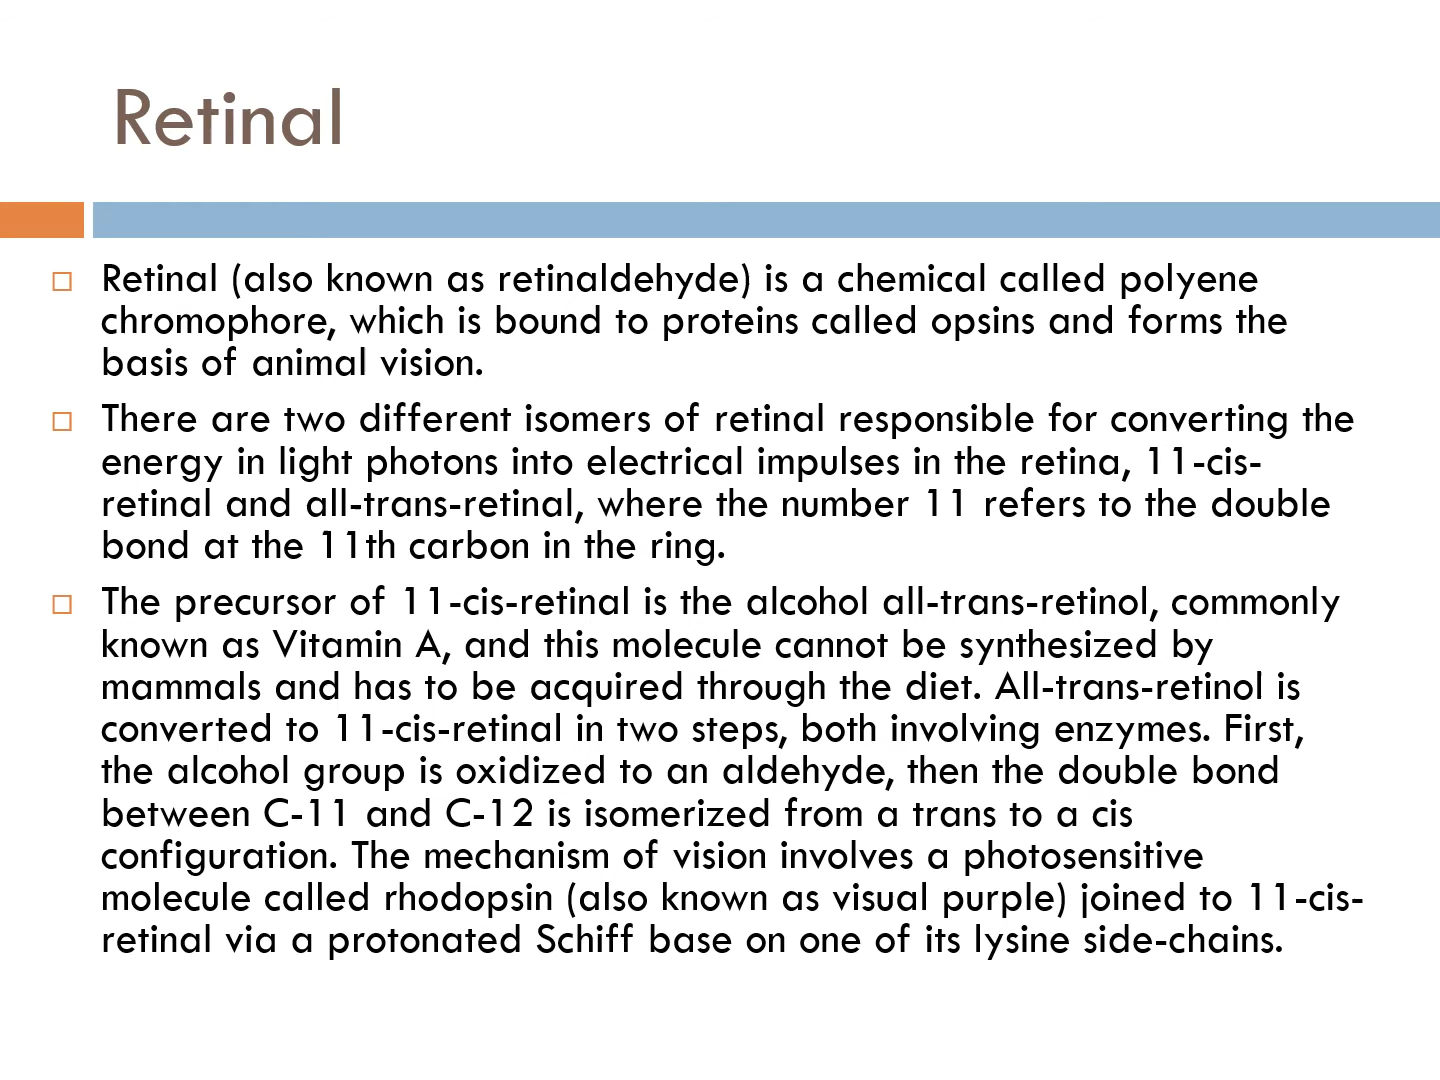 Retinal
Retinal (also known as retinaldehyde) is a chemical called polyene
chromophore, which is bound to proteins called opsins and forms the
basis of animal vision.
There are two different isomers of retinal responsible for converting the
energy in light photons into electrical impulses in the retina, 11-cis-
retinal and all-trans-retinal, where the number 11 refers to the double
bond at the 11th carbon in the ring.
The precursor of 11-cis-retinal is the alcohol all-trans-retinol, commonly
known as Vitamin A, and this molecule cannot be synthesized by
mammals and has to be acquired through the diet. All-trans-retinol is
converted to 11-cis-retinal in two steps, both involving enzymes. First,
the alcohol group is oxidized to an aldehyde, then the double bond
between C-11 and C-12 is isomerized from a trans to a cis
configuration. The mechanism of vision involves a photosensitive
molecule called rhodopsin (also known as visual purple) joined to 11-cis-
retinal via a protonated Schiff base on one of its lysine side-chains.